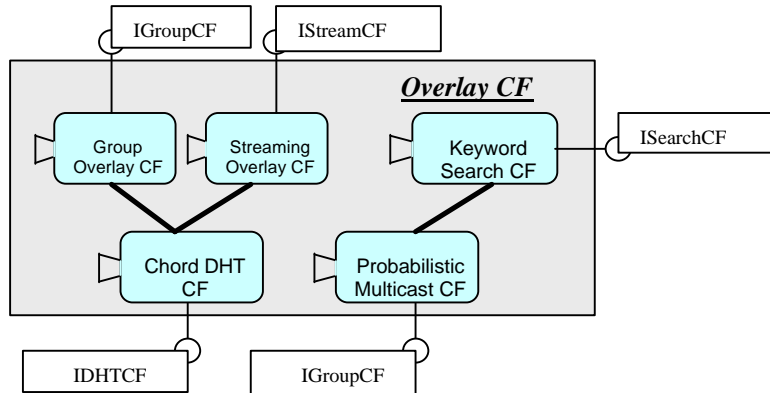 IGroupCF
IStreamCF
Overlay CF
Group
Overlay CF
Streaming
Overlay CF
Keyword
Search CF
ISearchCF
Chord DHT
CF
Probabilistic
Multicast CF
IDHTCF
IGroupCF